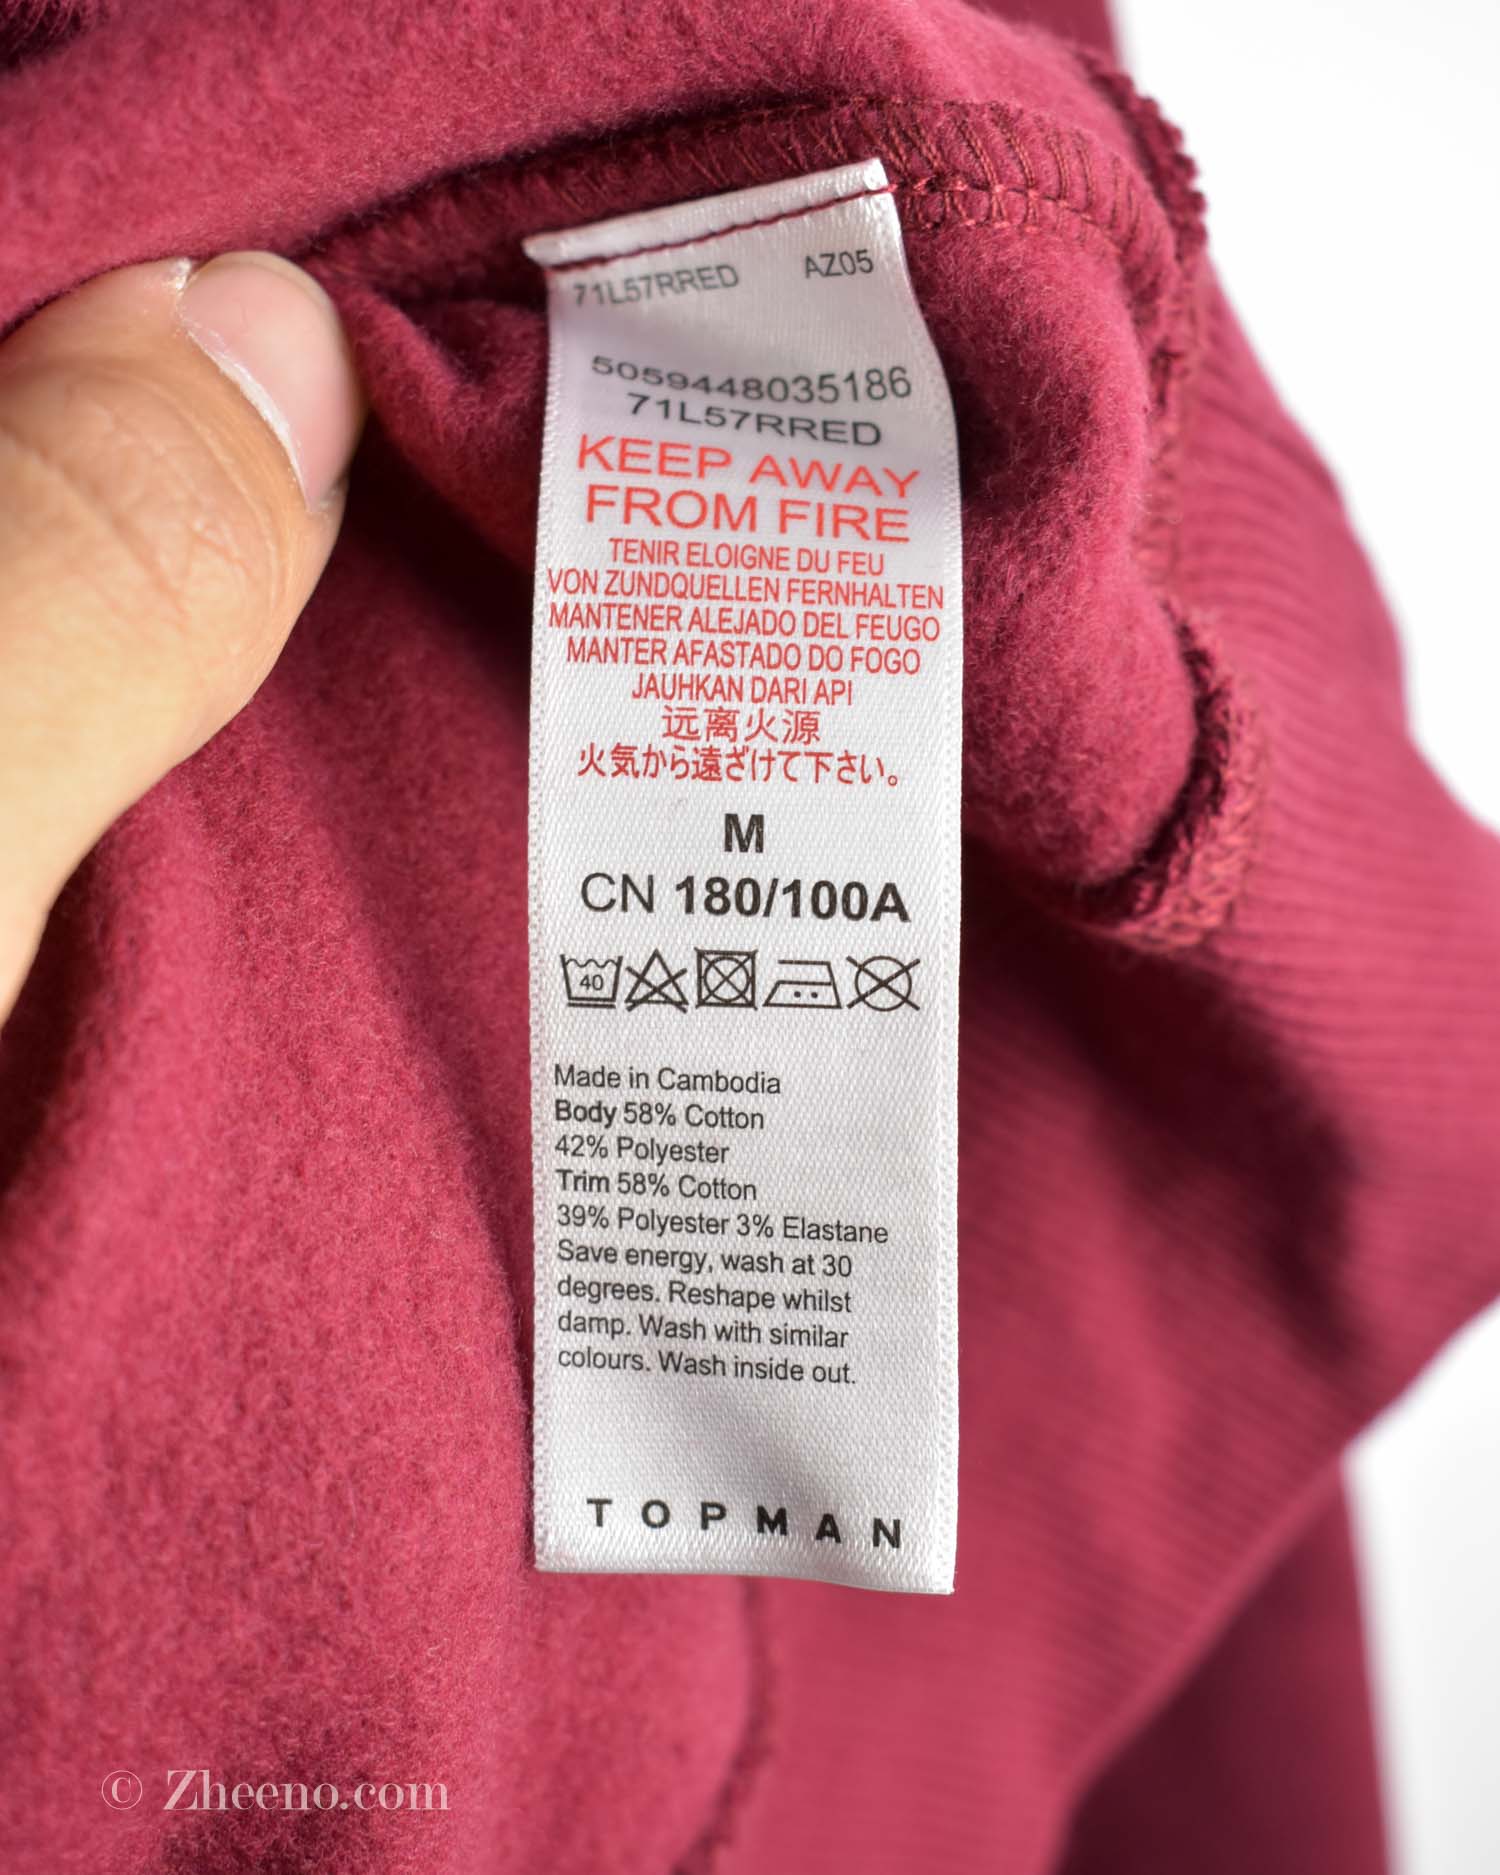 71L57RRED AZ05
5059448035186
71L57RRED
KEEP AWAY
FROM FIRE
TENIR ELOIGNE DU FEU
VON ZUNDQUELLEN FERNHALTEN
MANTENER ALEJADO DEL FEUGO
MANTER AFASTADO DO FOGO
JAUHKAN DARI API
远离火源
火気から遠ざけて下さい。
M
CN 180/100A
40
Made in Cambodia
Body 58% Cotton
42% Polyester
Trim 58% Cotton
39% Polyester 3% Elastane
Save energy, wash at 30
degrees. Reshape whilst
damp. Wash with similar
colours. Wash inside out.
TOPMAN
© Zheeno.com